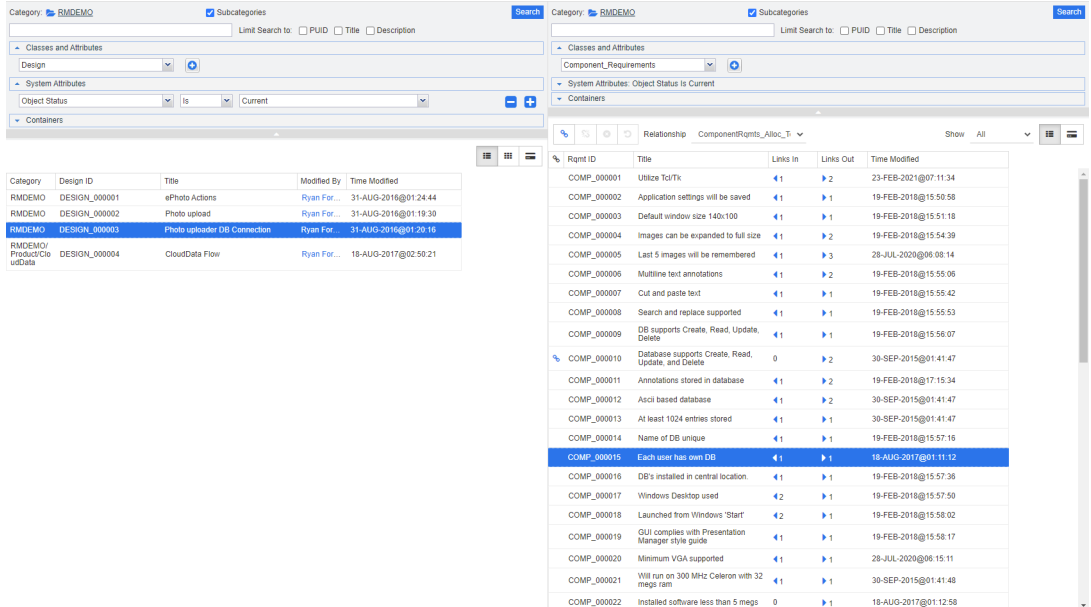 Category: RMDEMO Subcategories Search
Limit Search to: PUID Title Description
Classes and Attributes
Design
System Attributes
Object Status Is Current
Containers
Category Design ID Title Modified By Time Modified
RMDEMO DESIGN_000001 ePhoto Actions Ryan For... 31-AUG-2016@01:24:44
RMDEMO DESIGN_000002 Photo upload Ryan For... 31-AUG-2016@01:19:30
RMDEMO DESIGN_000003 Photo uploader DB Connection Ryan For... 31-AUG-2016@01:20:16
RMDEMO/
Product/Clo
udData
DESIGN_000004 CloudData Flow Ryan For... 18-AUG-2017@02:50:21
Category: RMDEMO Subcategories Search
Limit Search to: PUID Title Description
Classes and Attributes
Component_Requirements
System Attributes: Object Status Is Current
Containers
Relationship ComponentRqmts_Alloc_T Show All
Rqmt ID Title Links In Links Out Time Modified
COMP_000001 Utilize Tcl/Tk 1 2 23-FEB-2021@07:11:34
COMP_000002 Application settings will be saved 1 1 19-FEB-2018@15:50:58
COMP_000003 Default window size 140x100 1 1 19-FEB-2018@15:51:18
COMP_000004 Images can be expanded to full size 1 2 19-FEB-2018@15:54:39
COMP_000005 Last 5 images will be remembered 1 3 28-JUL-2020@06:08:14
COMP_000006 Multiline text annotations 1 2 19-FEB-2018@15:55:06
COMP_000007 Cut and paste text 1 1 19-FEB-2018@15:55:42
COMP_000008 Search and replace supported 1 1 19-FEB-2018@15:55:53
COMP_000009 DB supports Create, Read, Update,
Delete 1 1 19-FEB-2018@15:56:07
COMP_000010 Database supports Create, Read,
Update, and Delete 0 2 30-SEP-2015@01:41:47
COMP_000011 Annotations stored in database 1 2 19-FEB-2018@17:15:34
COMP_000012 Ascii based database 1 2 30-SEP-2015@01:41:47
COMP_000013 At least 1024 entries stored 1 1 30-SEP-2015@01:41:47
COMP_000014 Name of DB unique 1 1 19-FEB-2018@15:57:16
COMP_000015 Each user has own DB 1 1 18-AUG-2017@01:11:12
COMP_000016 DB's installed in central location. 1 1 19-FEB-2018@15:57:36
COMP_000017 Windows Desktop used 2 1 19-FEB-2018@15:57:50
COMP_000018 Launched from Windows 'Start' 2 1 19-FEB-2018@15:58:02
COMP_000019 GUI complies with Presentation
Manager style guide 1 1 19-FEB-2018@15:58:17
COMP_000020 Minimum VGA supported 1 1 28-JUL-2020@06:15:11
COMP_000021 Will run on 300 MHz Celeron with 32
megs ram 1 1 30-SEP-2015@01:41:48
COMP_000022 Installed software less than 5 megs 0 1 18-AUG-2017@01:12:58